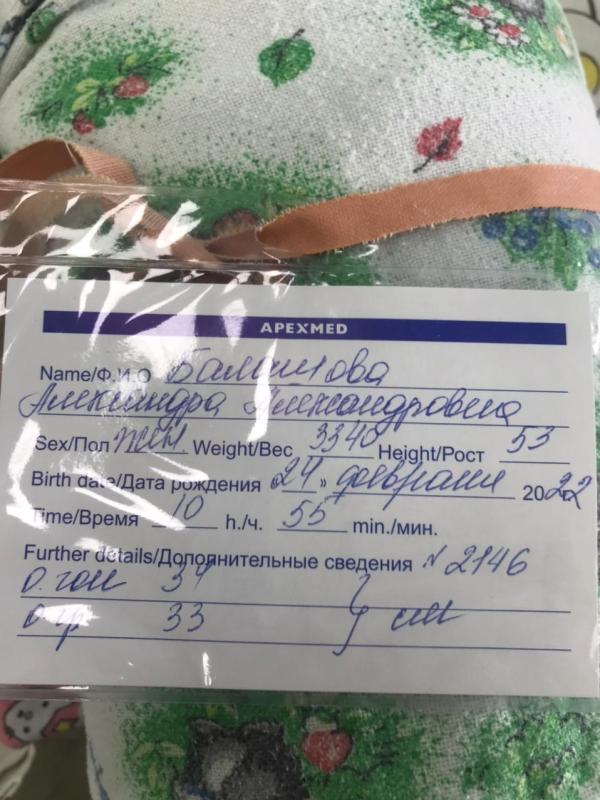 APEXMED
Name/Ф.И.О Балашова
Александра Александровна
Sex/Пол жен. Weight/Вес 3340 Height/Рост 53
Birth date/Дата рождения «24» февраля 2022
Time/Время 10 h./ч. 55 min./мин.
Further details/Дополнительные сведения № 2146
о. гол 34
о. гр 33 } см